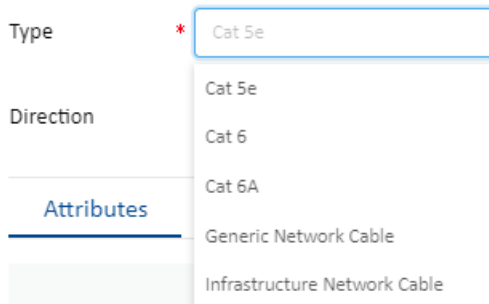 Type * Cat 5e
Cat 5e
Direction
Cat 6
Cat 6A
Attributes
Generic Network Cable
Infrastructure Network Cable